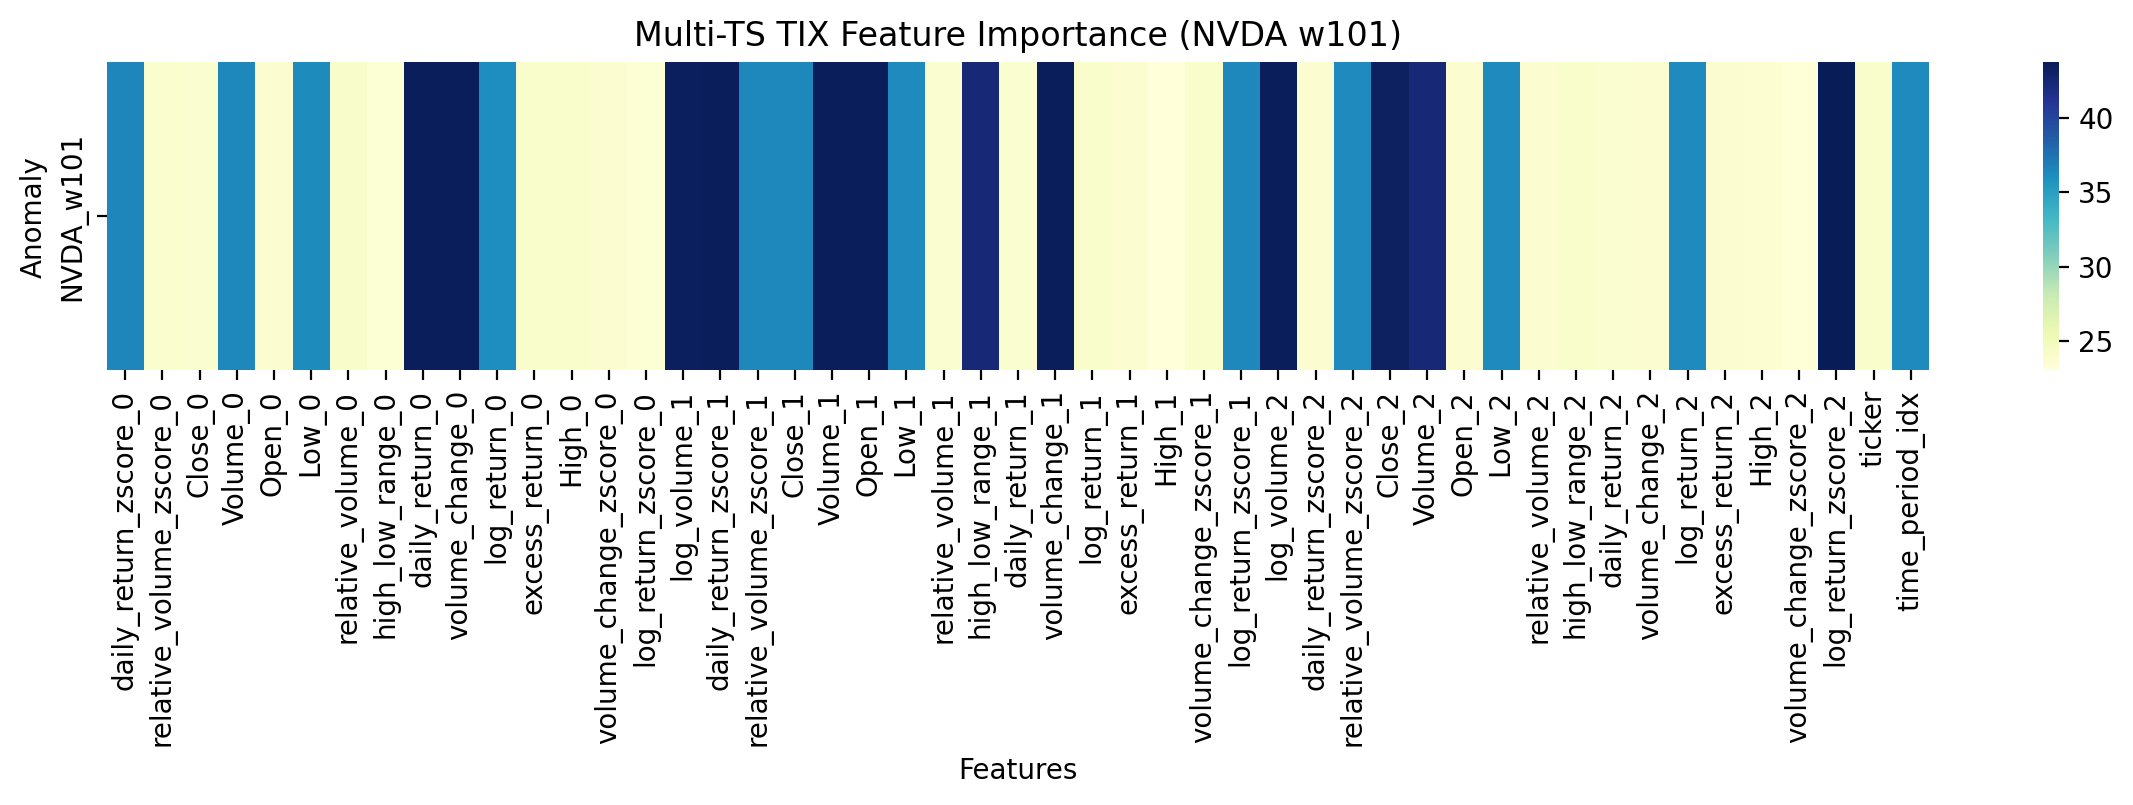 Multi-TS TIX Feature Importance (NVDA w101)
Anomaly
NVDA_w101
40
35
30
25
daily_return_zscore_0
relative_volume_zscore_0
Close_0
Volume_0
Open_0
Low_0
relative_volume_0
high_low_range_0
daily_return_0
volume_change_0
log_return_0
excess_return_0
High_0
volume_change_zscore_0
log_return_zscore_0
log_volume_1
daily_return_zscore_1
relative_volume_zscore_1
Close_1
Volume_1
Open_1
Low_1
relative_volume_1
high_low_range_1
daily_return_1
volume_change_1
log_return_1
excess_return_1
High_1
volume_change_zscore_1
log_return_zscore_1
log_volume_2
daily_return_zscore_2
relative_volume_zscore_2
Close_2
Volume_2
Open_2
Low_2
relative_volume_2
high_low_range_2
daily_return_2
volume_change_2
log_return_2
excess_return_2
High_2
volume_change_zscore_2
log_return_zscore_2
ticker
time_period_idx
Features